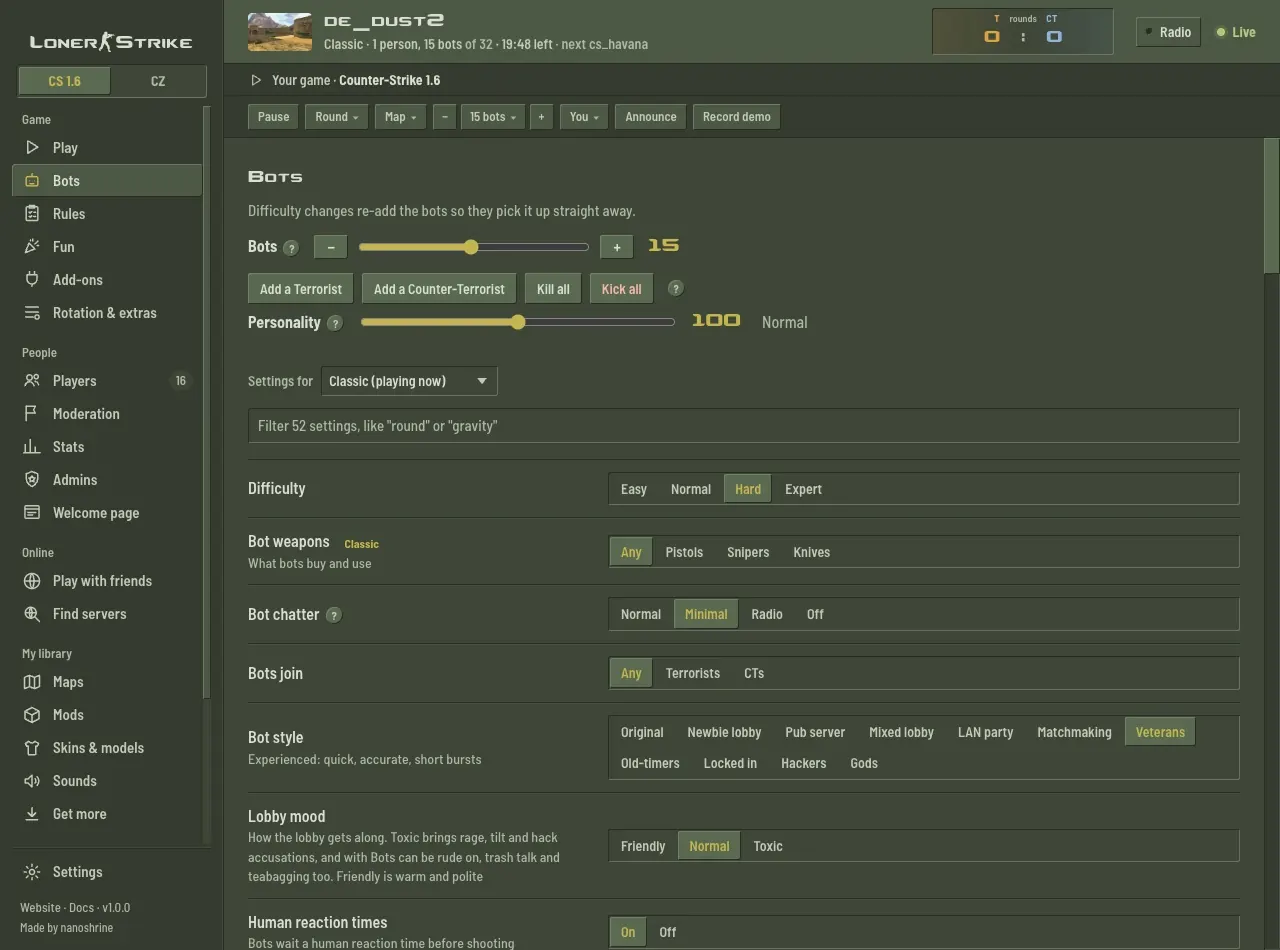 LONER STRIKE
CS 1.6 CZ
Game
Play
Bots
Rules
Fun
Add-ons
Rotation & extras
People
Players 16
Moderation
Stats
Admins
Welcome page
Online
Play with friends
Find servers
My library
Maps
Mods
Skins & models
Sounds
Get more
Settings
Website · Docs · v1.0.0
Made by nanoshrine
DE_DUST2
Classic · 1 person, 15 bots of 32 · 19:48 left · next cs_havana
T rounds CT
0 : 0
Radio
Live
Your game · Counter-Strike 1.6
Pause Round Map − 15 bots + You Announce Record demo
BOTS
Difficulty changes re-add the bots so they pick it up straight away.
Bots ? − + 15
Add a Terrorist Add a Counter-Terrorist Kill all Kick all ?
Personality ? 100 Normal
Settings for Classic (playing now)
Filter 52 settings, like "round" or "gravity"
Difficulty Easy Normal Hard Expert
Bot weapons Classic Any Pistols Snipers Knives
What bots buy and use
Bot chatter ? Normal Minimal Radio Off
Bots join Any Terrorists CTs
Bot style Original Newbie lobby Pub server Mixed lobby LAN party Matchmaking Veterans
Experienced: quick, accurate, short bursts Old-timers Locked in Hackers Gods
Lobby mood
How the lobby gets along. Toxic brings rage, tilt and hack
accusations, and with Bots can be rude on, trash talk and
teabagging too. Friendly is warm and polite
Friendly Normal Toxic
Human reaction times On Off
Bots wait a human reaction time before shooting